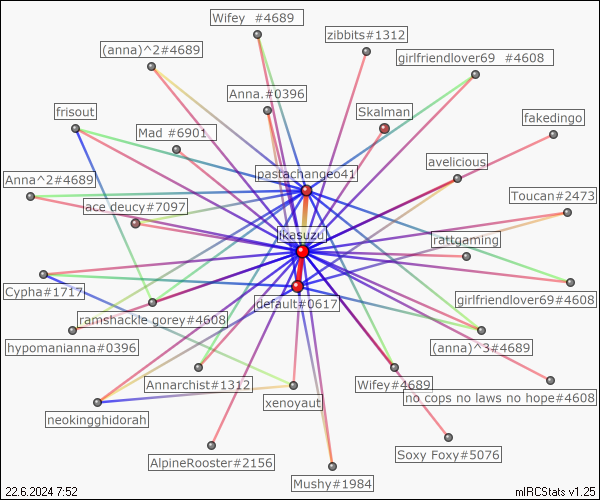 Wifey  #4689
zibbits#1312
(anna)^2#4689
girlfriendlover69  #4608
Anna.#0396
frisout
Skalman
fakedingo
Mad #6901
avelicious
pastachange641
Anna^2#4689
Toucan#2473
ace deucy#7097
jkasuzu
ratugaming
Cypha#1717
default#0617
girlfriendlover69#4608
ramshackle gorey#4608
hypomanianna#0396
(anna)^3#4689
Annarchist#1312
Wifey#4689
no cops no laws no hope#4608
xenoyaut
neokingghidorah
AlpineRooster#2156
Soxy Foxy#5076
Mushy#1984
22.6.2024 7:52
mIRCStats v1.25